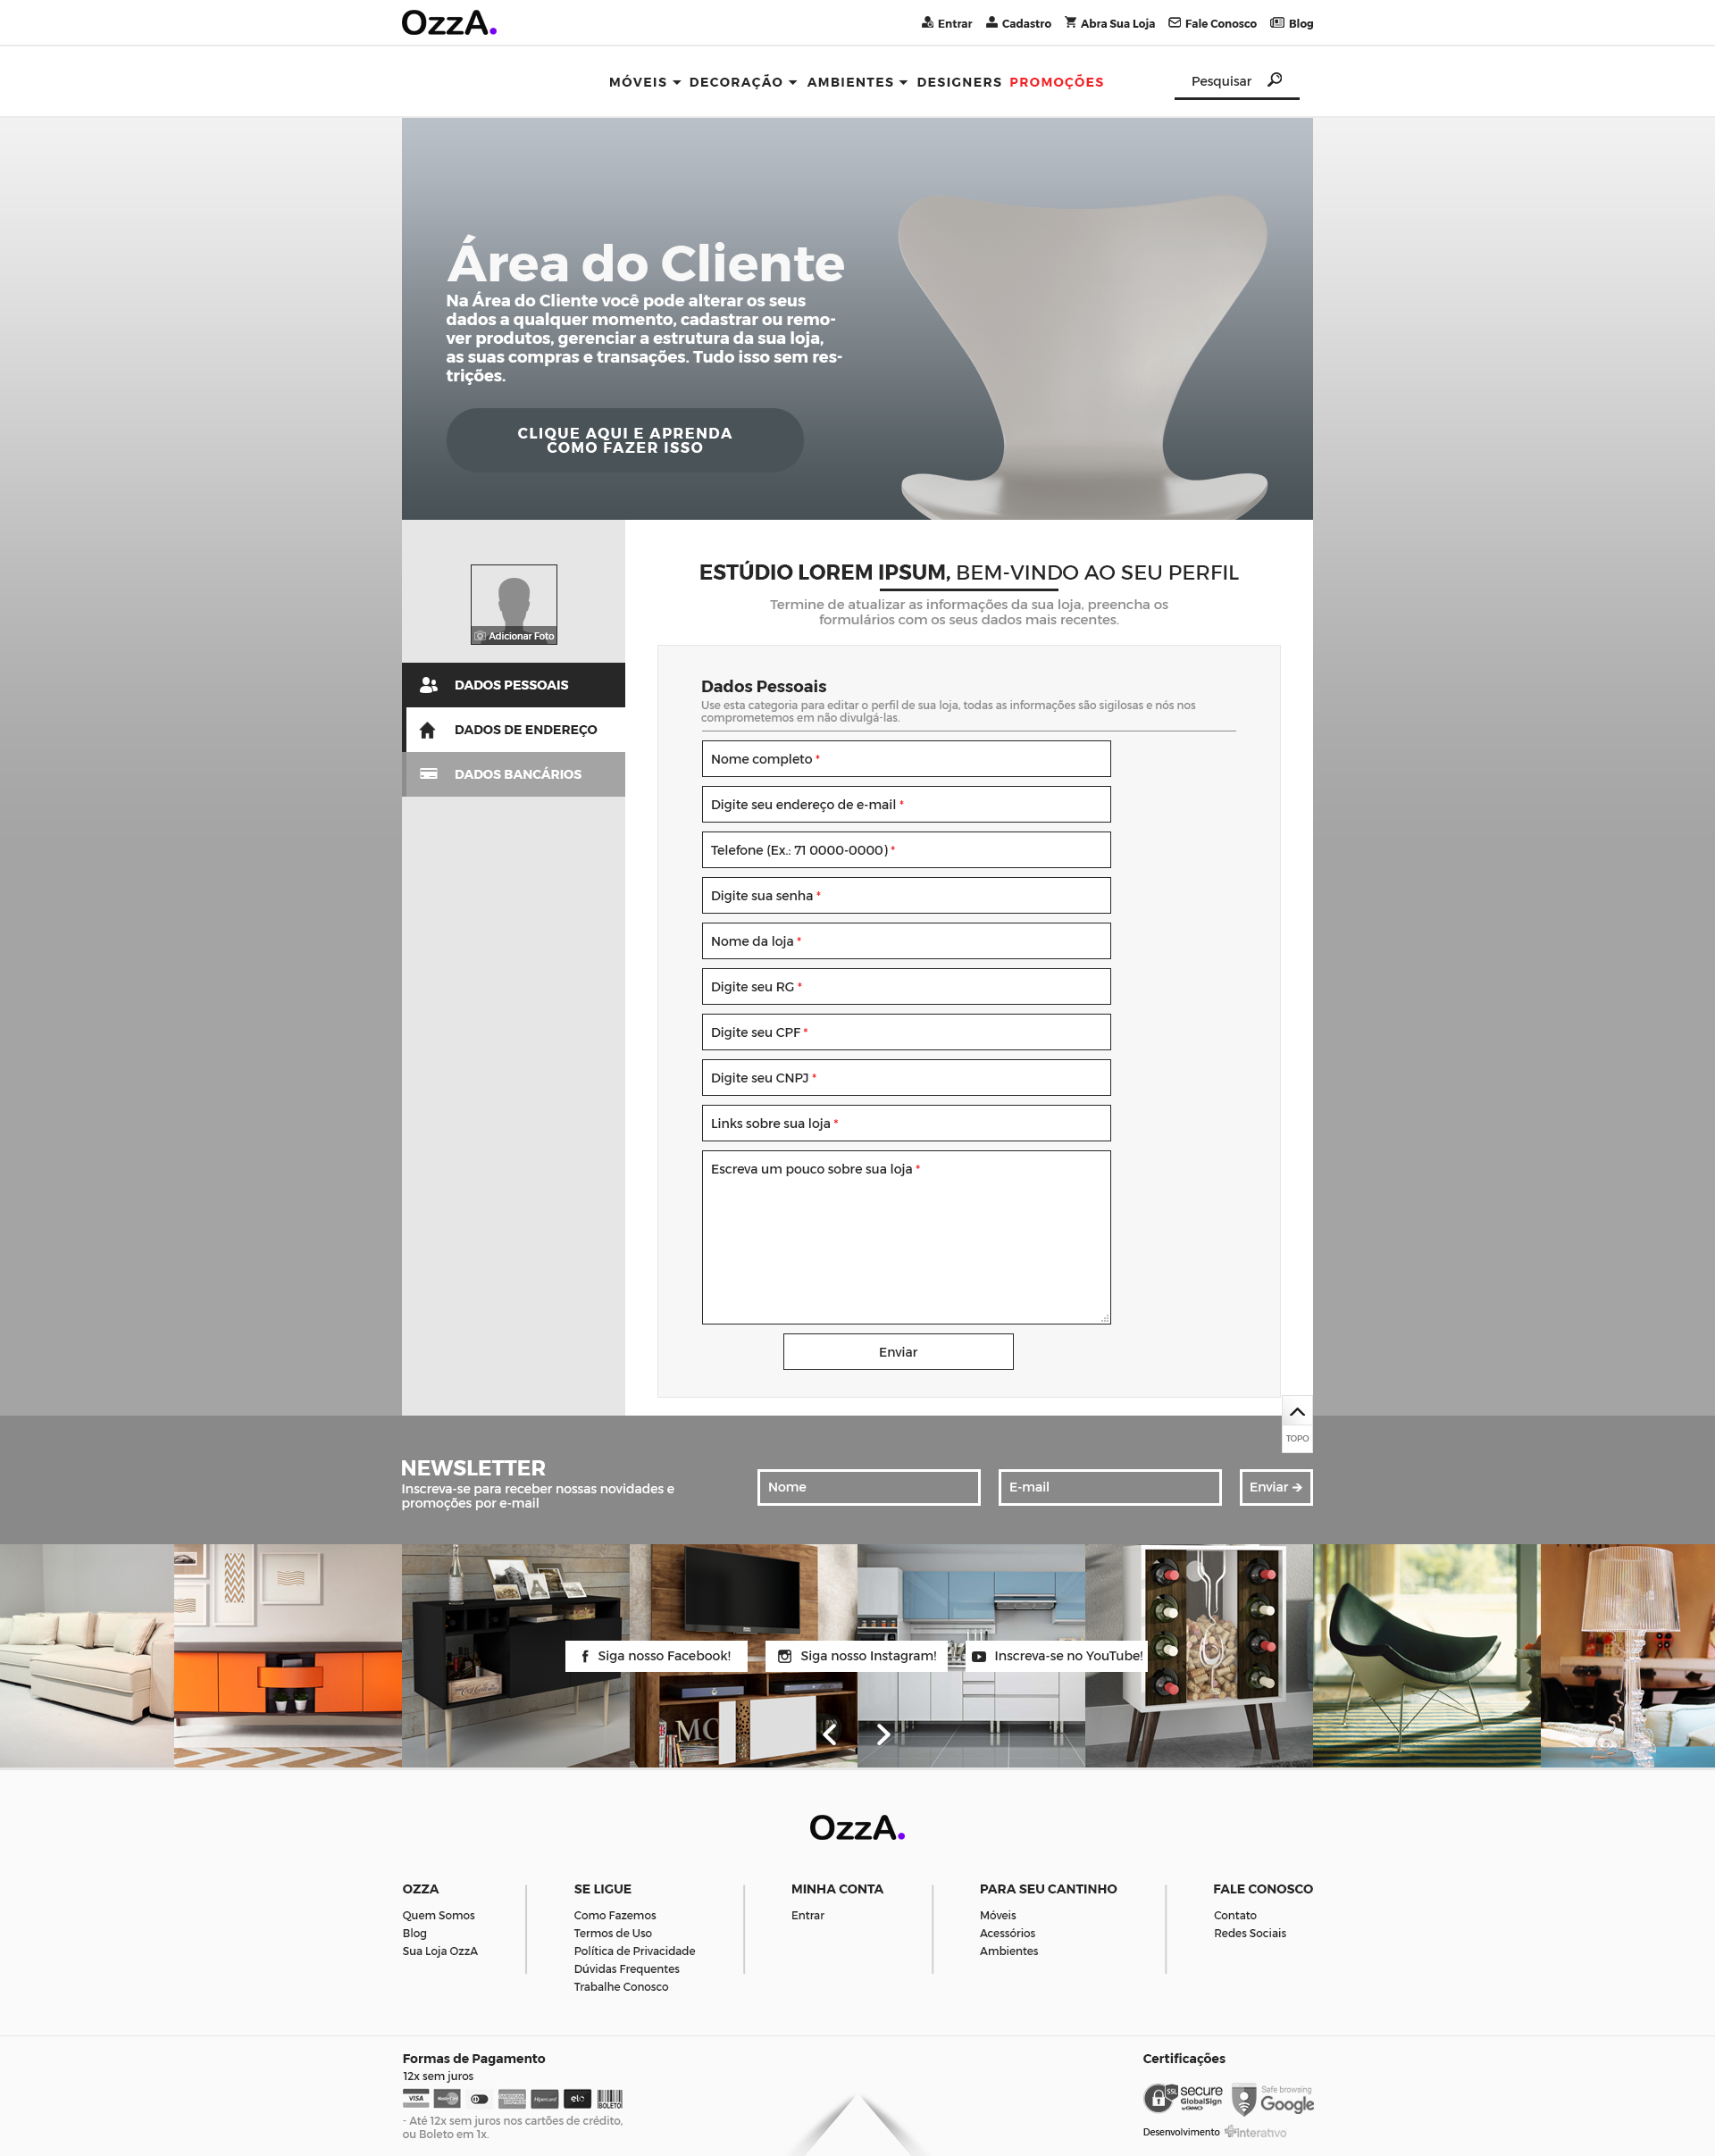 OzzA.
Entrar Cadastro Abra Sua Loja Fale Conosco Blog
MÓVEIS DECORAÇÃO AMBIENTES DESIGNERS PROMOÇÕES Pesquisar
Área do Cliente
Na Área do Cliente você pode alterar os seus
dados a qualquer momento, cadastrar ou remo-
ver produtos, gerenciar a estrutura da sua loja,
as suas compras e transações. Tudo isso sem res-
trições.
CLIQUE AQUI E APRENDA
COMO FAZER ISSO
Adicionar Foto
DADOS PESSOAIS
DADOS DE ENDEREÇO
DADOS BANCÁRIOS
ESTÚDIO LOREM IPSUM, BEM-VINDO AO SEU PERFIL
Termine de atualizar as informações da sua loja, preencha os
formulários com os seus dados mais recentes.
Dados Pessoais
Use esta categoria para editar o perfil de sua loja, todas as informações são sigilosas e nós nos
comprometemos em não divulgá-las.
Nome completo *
Digite seu endereço de e-mail *
Telefone (Ex.: 71 0000-0000) *
Digite sua senha *
Nome da loja *
Digite seu RG *
Digite seu CPF *
Digite seu CNPJ *
Links sobre sua loja *
Escreva um pouco sobre sua loja *
Enviar
TOPO
NEWSLETTER
Inscreva-se para receber nossas novidades e
promoções por e-mail
Nome E-mail Enviar
Siga nosso Facebook! Siga nosso Instagram! Inscreva-se no YouTube!
OzzA.
OZZA
Quem Somos
Blog
Sua Loja OzzA
SE LIGUE
Como Fazemos
Termos de Uso
Política de Privacidade
Dúvidas Frequentes
Trabalhe Conosco
MINHA CONTA
Entrar
PARA SEU CANTINHO
Móveis
Acessórios
Ambientes
FALE CONOSCO
Contato
Redes Sociais
Formas de Pagamento
12x sem juros
VISA MasterCard Hipercard elo BOLETO
- Até 12x sem juros nos cartões de crédito,
ou Boleto em 1x.
Certificações
SSL secure
GlobalSign
by GMO
Safe browsing
Google
Desenvolvimento interativo